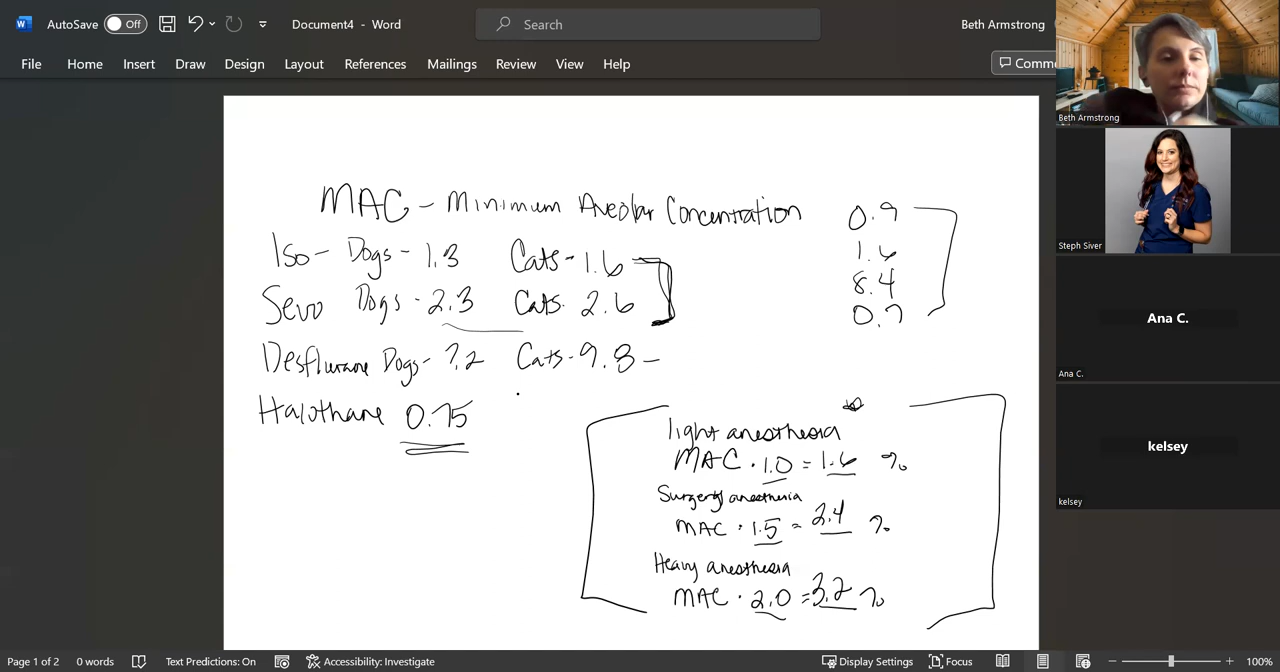 AutoSave Off Document4 - Word Search Beth Armstrong
File Home Insert Draw Design Layout References Mailings Review View Help Comme
Beth Armstrong
Steph Siver
Ana C.
Ana C.
kelsey
kelsey
MAC - Minimum Aveolar Concentration
Iso - Dogs - 1.3 Cats - 1.6
Sevo Dogs - 2.3 Cats - 2.6
Desflurane Dogs - 7.2 Cats - 9.8 -
Halothane 0.75
0.9
1.6
8.4
0.7
light anesthesia
MAC · 1.0 = 1.6 %
Surgery anesthesia
MAC · 1.5 = 2.4 %
Heavy anesthesia
MAC · 2.0 = 3.2 %
Page 1 of 2 0 words Text Predictions: On Accessibility: Investigate Display Settings Focus 100%